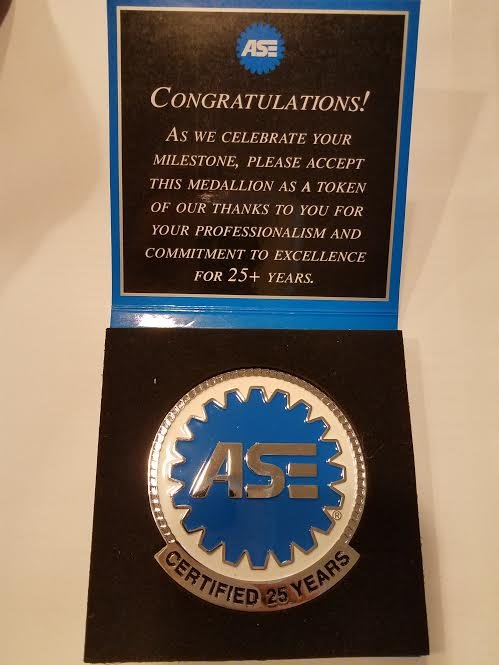 ASE
CONGRATULATIONS!
AS WE CELEBRATE YOUR
MILESTONE, PLEASE ACCEPT
THIS MEDALLION AS A TOKEN
OF OUR THANKS TO YOU FOR
YOUR PROFESSIONALISM AND
COMMITMENT TO EXCELLENCE
FOR 25+ YEARS.
ASE
®
CERTIFIED 25 YEARS